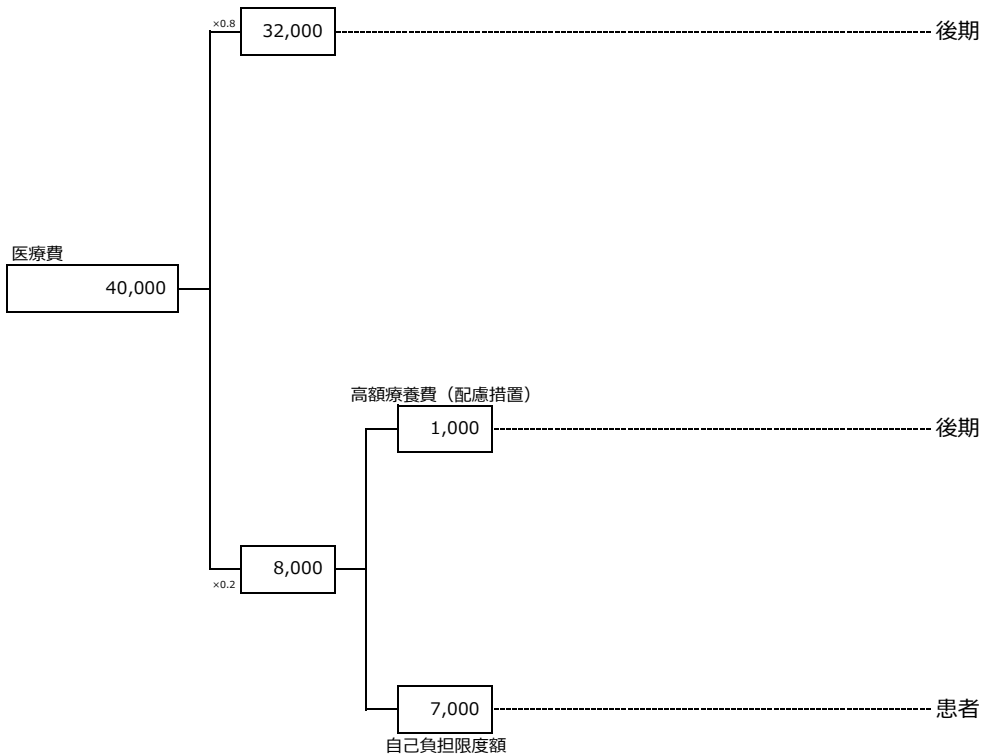 ×0.8
32,000
後期
医療費
40,000
高額療養費（配慮措置）
1,000
後期
8,000
×0.2
7,000
患者
自己負担限度額